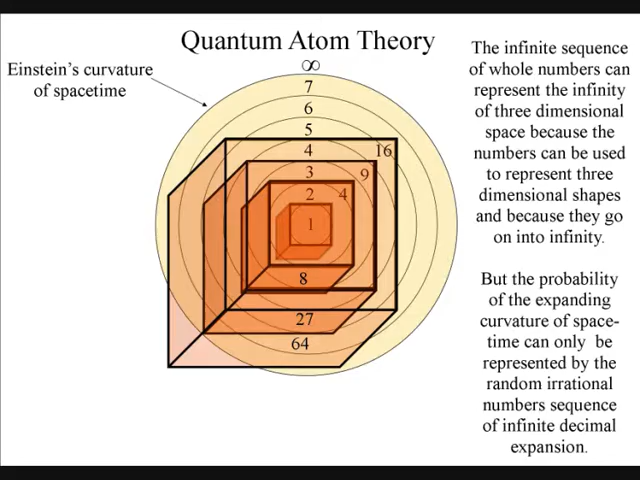 Quantum Atom Theory
Einstein's curvature
of spacetime
∞
7
6
5
4
3
2
1
16
9
4
8
27
64
The infinite sequence
of whole numbers can
represent the infinity
of three dimensional
space because the
numbers can be used
to represent three
dimensional shapes
and because they go
on into infinity.
But the probability
of the expanding
curvature of space-
time can only be
represented by the
random irrational
numbers sequence
of infinite decimal
expansion.